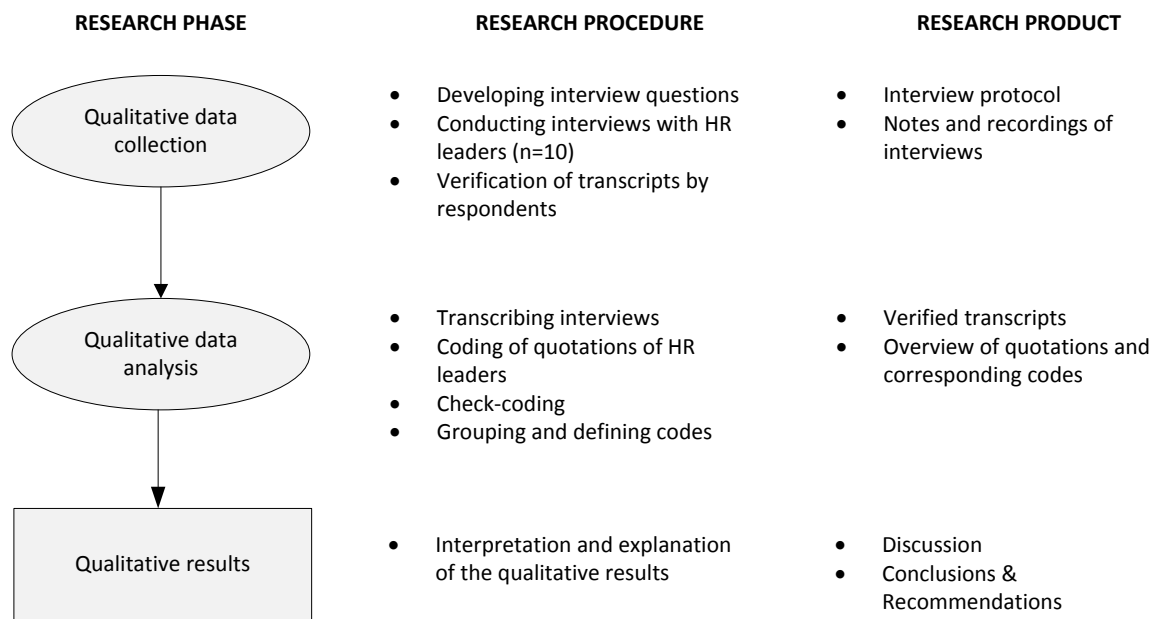 RESEARCH PHASE RESEARCH PROCEDURE RESEARCH PRODUCT
Qualitative data
collection
• Developing interview questions
• Conducting interviews with HR
leaders (n=10)
• Verification of transcripts by
respondents
• Interview protocol
• Notes and recordings of
interviews
Qualitative data
analysis
• Transcribing interviews
• Coding of quotations of HR
leaders
• Check-coding
• Grouping and defining codes
• Verified transcripts
• Overview of quotations and
corresponding codes
Qualitative results
• Interpretation and explanation
of the qualitative results
• Discussion
• Conclusions &
Recommendations